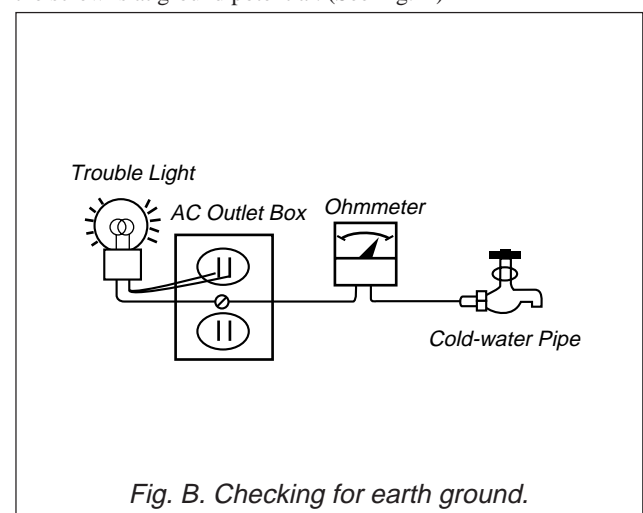 Trouble Light
AC Outlet Box
Ohmmeter
Cold-water Pipe
Fig. B. Checking for earth ground.